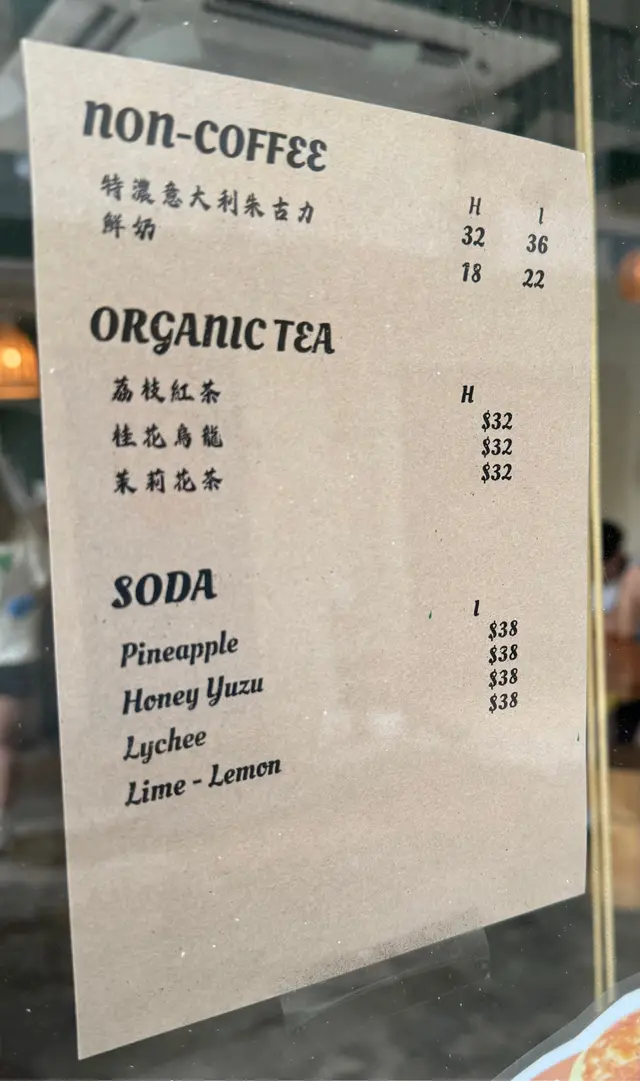 NON-COFFEE
H I
特濃意大利朱古力 32 36
鮮奶 18 22
ORGANIC TEA
H
荔枝紅茶 $32
桂花烏龍 $32
茉莉花茶 $32
SODA
I
Pineapple $38
Honey Yuzu $38
Lychee $38
Lime - Lemon $38